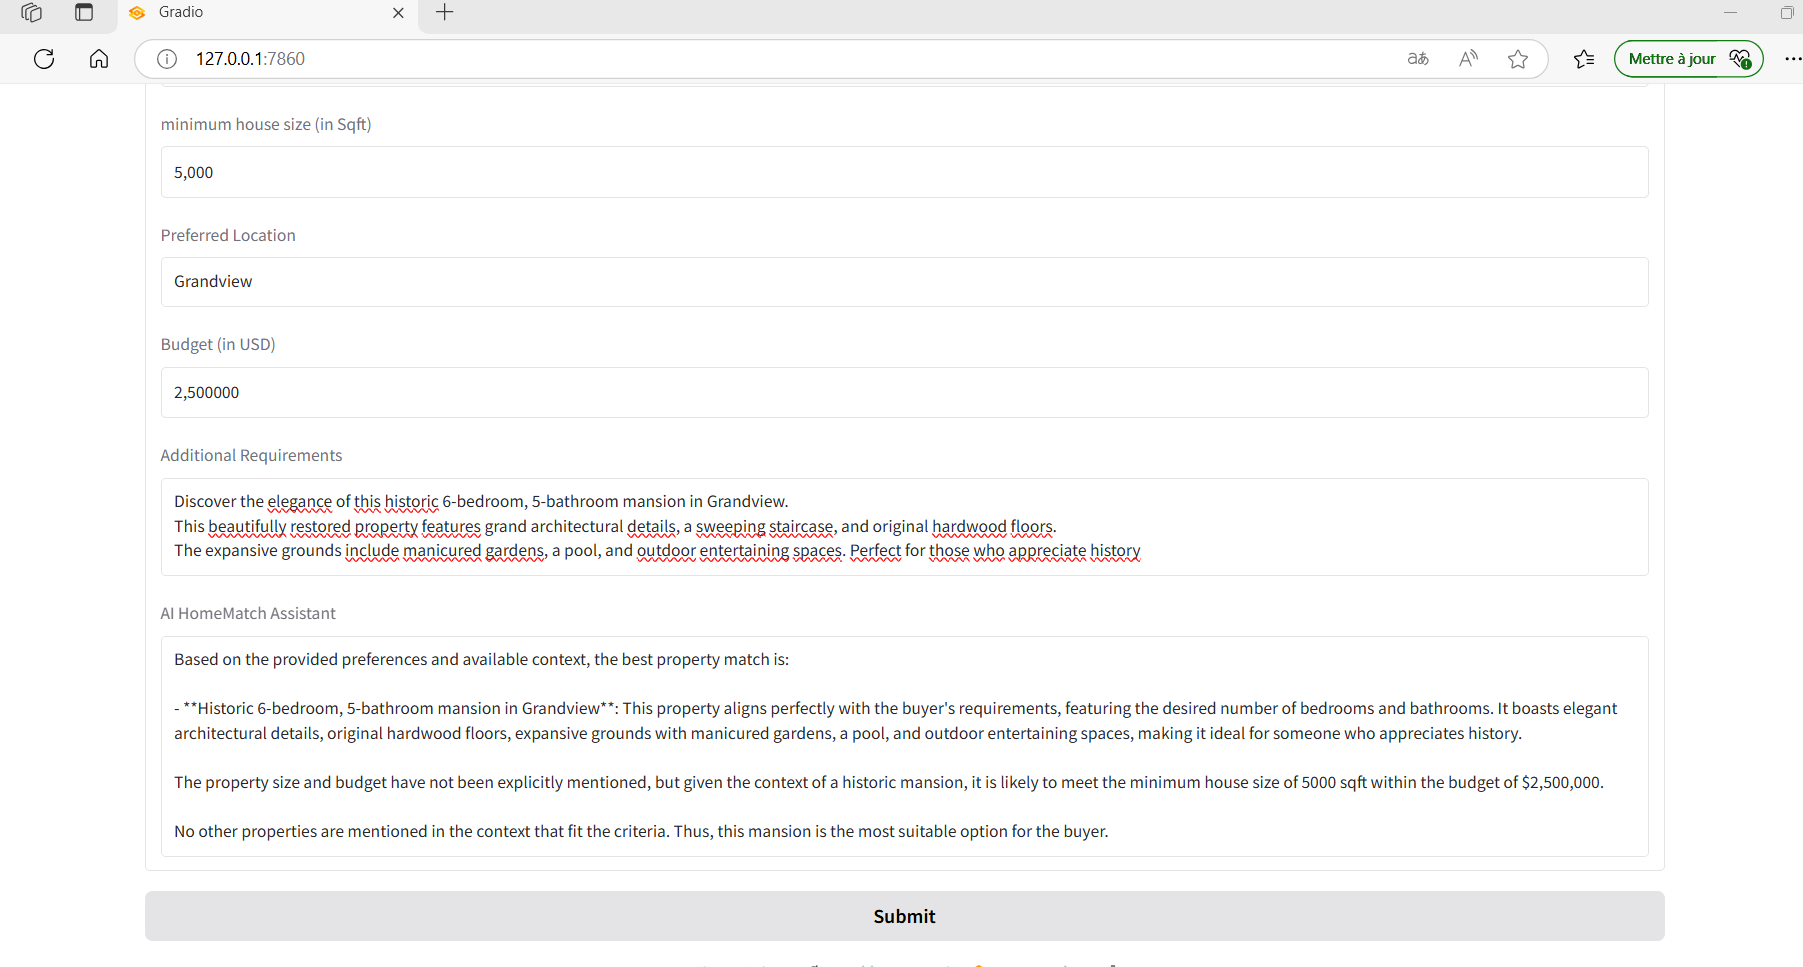 Gradio
127.0.0.1:7860
Mettre à jour
minimum house size (in Sqft)
5,000
Preferred Location
Grandview
Budget (in USD)
2,500000
Additional Requirements
Discover the elegance of this historic 6-bedroom, 5-bathroom mansion in Grandview.
This beautifully restored property features grand architectural details, a sweeping staircase, and original hardwood floors.
The expansive grounds include manicured gardens, a pool, and outdoor entertaining spaces. Perfect for those who appreciate history
AI HomeMatch Assistant
Based on the provided preferences and available context, the best property match is:
- **Historic 6-bedroom, 5-bathroom mansion in Grandview**: This property aligns perfectly with the buyer's requirements, featuring the desired number of bedrooms and bathrooms. It boasts elegant
architectural details, original hardwood floors, expansive grounds with manicured gardens, a pool, and outdoor entertaining spaces, making it ideal for someone who appreciates history.
The property size and budget have not been explicitly mentioned, but given the context of a historic mansion, it is likely to meet the minimum house size of 5000 sqft within the budget of $2,500,000.
No other properties are mentioned in the context that fit the criteria. Thus, this mansion is the most suitable option for the buyer.
Submit